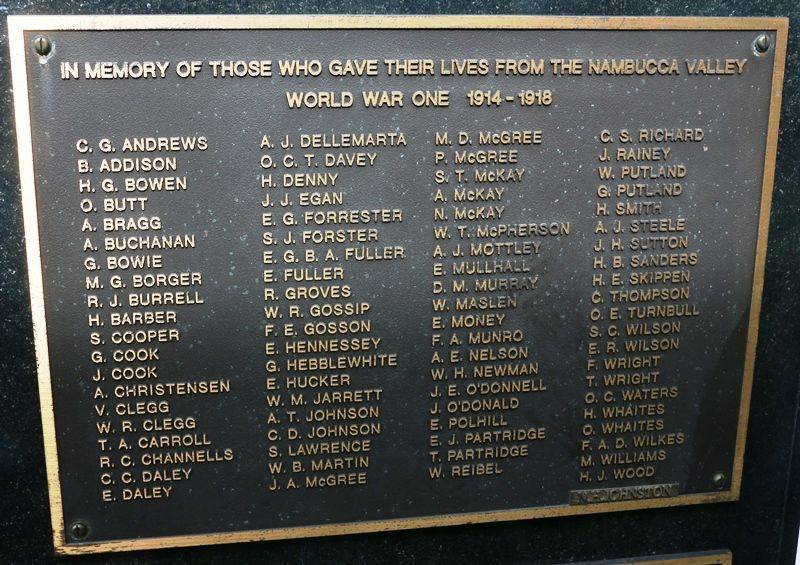 IN MEMORY OF THOSE WHO GAVE THEIR LIVES FROM THE NAMBUCCA VALLEY
WORLD WAR ONE 1914 - 1918
C. G. ANDREWS
B. ADDISON
H. G. BOWEN
O. BUTT
A. BRAGG
A. BUCHANAN
G. BOWIE
M. G. BORGER
R. J. BURRELL
H. BARBER
S. COOPER
G. COOK
J. COOK
A. CHRISTENSEN
V. CLEGG
W. R. CLEGG
T. A. CARROLL
R. C. CHANNELLS
C. C. DALEY
E. DALEY
A. J. DELLEMARTA
O. C. T. DAVEY
H. DENNY
J. J. EGAN
E. G. FORRESTER
S. J. FORSTER
E. G. B. A. FULLER
E. FULLER
R. GROVES
W. R. GOSSIP
F. E. GOSSON
E. HENNESSEY
G. HEBBLEWHITE
E. HUCKER
W. M. JARRETT
A. T. JOHNSON
C. D. JOHNSON
S. LAWRENCE
W. B. MARTIN
J. A. McGREE
M. D. McGREE
P. McGREE
S. T. McKAY
A. McKAY
N. McKAY
W. T. McPHERSON
A. J. MOTTLEY
E. MULLHALL
D. M. MURRAY
W. MASLEN
E. MONEY
F. A. MUNRO
A. E. NELSON
W. H. NEWMAN
J. E. O'DONNELL
J. O'DONALD
E. POLHILL
E. J. PARTRIDGE
T. PARTRIDGE
W. REIBEL
C. S. RICHARD
J. RAINEY
W. PUTLAND
G. PUTLAND
H. SMITH
A. J. STEELE
J. H. SUTTON
H. B. SANDERS
H. E. SKIPPEN
C. THOMPSON
O. E. TURNBULL
S. C. WILSON
E. R. WILSON
F. WRIGHT
T. WRIGHT
O. C. WATERS
H. WHAITES
O. WHAITES
F. A. D. WILKES
M. WILLIAMS
H. J. WOOD
N. H. JOHNSTON